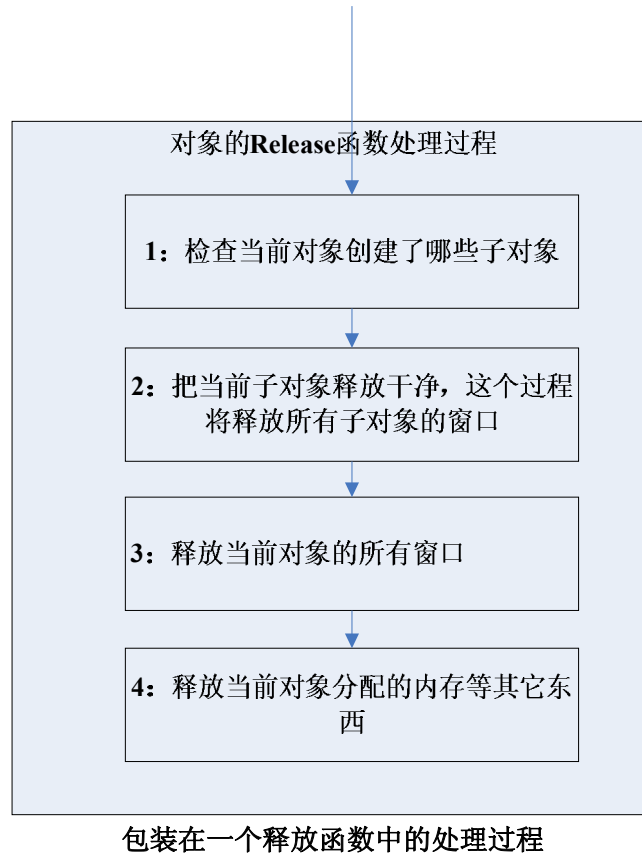 对象的Release函数处理过程
1：检查当前对象创建了哪些子对象
2：把当前子对象释放干净，这个过程
将释放所有子对象的窗口
3：释放当前对象的所有窗口
4：释放当前对象分配的内存等其它东
西
包装在一个释放函数中的处理过程